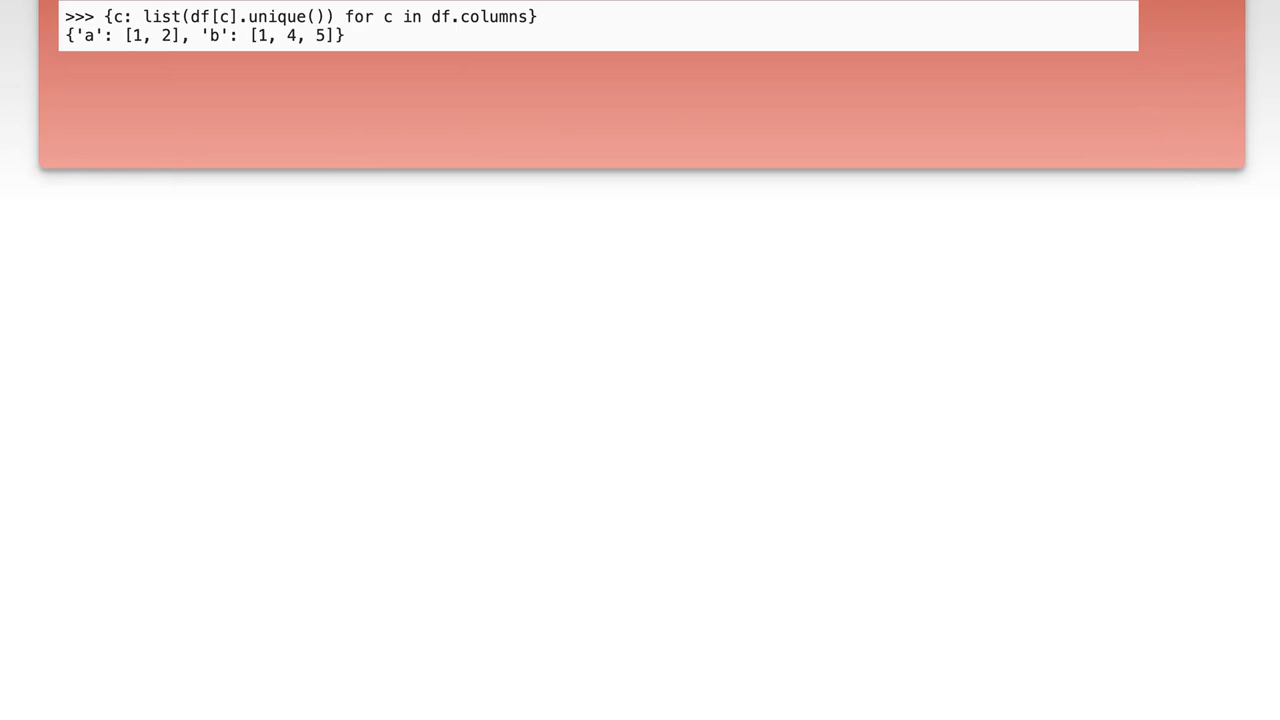 >>> {c: list(df[c].unique()) for c in df.columns}
{'a': [1, 2], 'b': [1, 4, 5]}